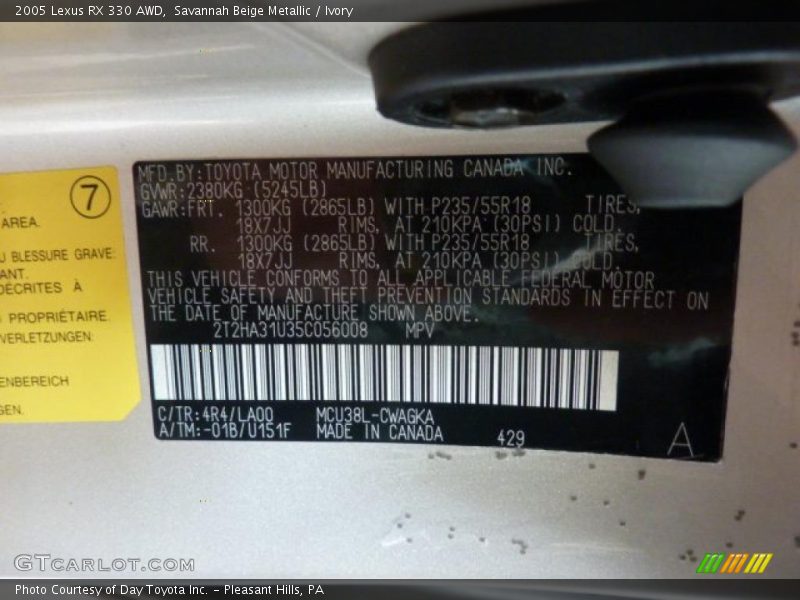 2005 Lexus RX 330 AWD, Savannah Beige Metallic / Ivory
7
AREA.
U BLESSURE GRAVE:
ANT.
DÉCRITES À
PROPRIÉTAIRE.
VERLETZUNGEN:
ENBEREICH
GEN.
MFD.BY:TOYOTA MOTOR MANUFACTURING CANADA INC.
GVWR:2380KG (5245LB)
GAWR:FRT. 1300KG (2865LB) WITH P235/55R18 TIRES,
18X7JJ RIMS, AT 210KPA (30PSI) COLD.
RR. 1300KG (2865LB) WITH P235/55R18 TIRES,
18X7JJ RIMS, AT 210KPA (30PSI) COLD.
THIS VEHICLE CONFORMS TO ALL APPLICABLE FEDERAL MOTOR
VEHICLE SAFETY AND THEFT PREVENTION STANDARDS IN EFFECT ON
THE DATE OF MANUFACTURE SHOWN ABOVE.
2T2HA31U35C056008 MPV
C/TR:4R4/LA00 MCU38L-CWAGKA
A/TM:-01B/U151F MADE IN CANADA 429 A
GTCARLOT.COM
Photo Courtesy of Day Toyota Inc. - Pleasant Hills, PA